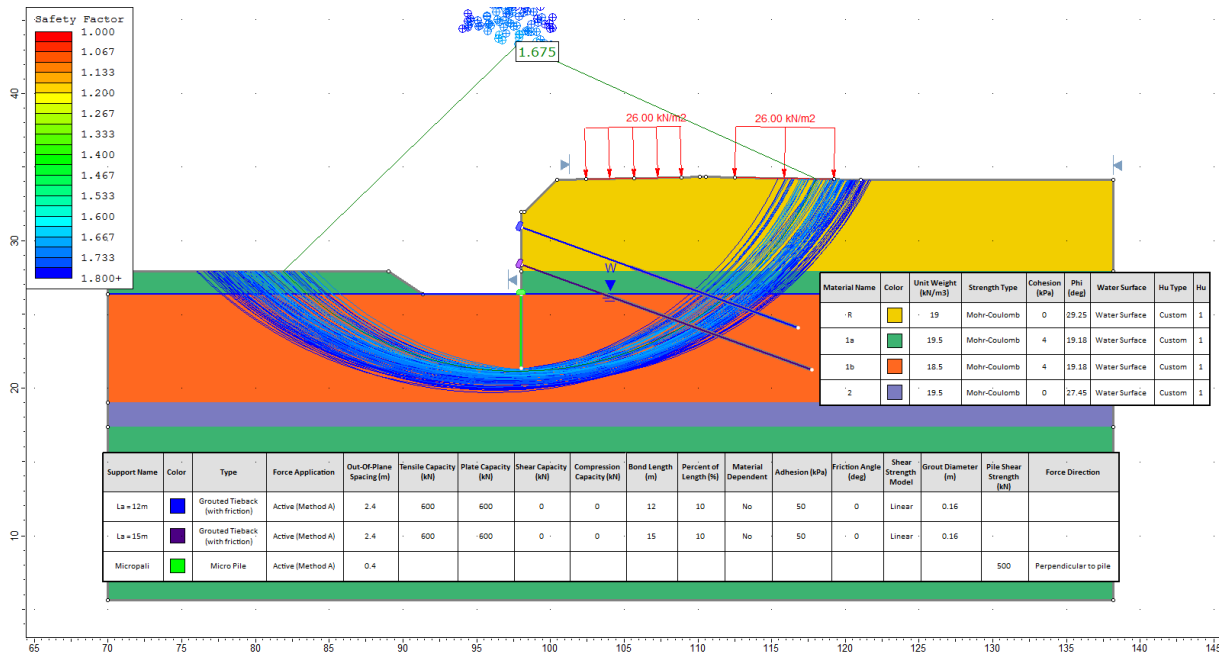 Safety Factor
1.000
1.067
1.133
1.200
1.267
1.333
1.400
1.467
1.533
1.600
1.667
1.733
1.800+
1.675
26.00 kN/m2 26.00 kN/m2
W
40
30
20
10
Material Name Color Unit Weight (kN/m3) Strength Type Cohesion (kPa) Phi (deg) Water Surface Hu Type Hu
R 19 Mohr-Coulomb 0 29.25 Water Surface Custom 1
1a 19.5 Mohr-Coulomb 4 19.18 Water Surface Custom 1
1b 18.5 Mohr-Coulomb 4 19.18 Water Surface Custom 1
2 19.5 Mohr-Coulomb 0 27.45 Water Surface Custom 1
Support Name Color Type Force Application Out-Of-Plane Spacing (m) Tensile Capacity (kN) Plate Capacity (kN) Shear Capacity (kN) Compression Capacity (kN) Bond Length (m) Percent of Length (%) Material Dependent Adhesion (kPa) Friction Angle (deg) Shear Strength Model Grout Diameter (m) Pile Shear Strength (kN) Force Direction
La = 12m Grouted Tieback (with friction) Active (Method A) 2.4 600 600 0 0 12 10 No 50 0 Linear 0.16
La = 15m Grouted Tieback (with friction) Active (Method A) 2.4 600 600 0 0 15 10 No 50 0 Linear 0.16
Micropali Micro Pile Active (Method A) 0.4 500 Perpendicular to pile
65 70 75 80 85 90 95 100 105 110 115 120 125 130 135 140 145